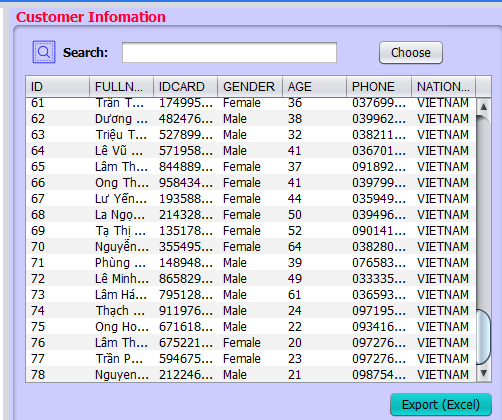 Customer Infomation
Search: Choose
ID FULLN... IDCARD GENDER AGE PHONE NATION...
61 Trần T... 174995... Female 36 037699... VIETNAM
62 Dương ... 482476... Male 38 039962... VIETNAM
63 Triệu T... 527899... Male 32 038211... VIETNAM
64 Lê Vũ ... 571958... Male 41 036701... VIETNAM
65 Lâm Th... 844889... Female 37 091892... VIETNAM
66 Ong Th... 958434... Female 41 039799... VIETNAM
67 Lư Yến... 193588... Female 44 035949... VIETNAM
68 La Ngọ... 214328... Female 50 039496... VIETNAM
69 Tạ Thị ... 135178... Female 52 090141... VIETNAM
70 Nguyễn... 355495... Female 64 038280... VIETNAM
71 Phùng ... 148948... Male 39 076583... VIETNAM
72 Lê Minh... 865829... Male 49 033335... VIETNAM
73 Lâm Há... 795128... Male 61 036593... VIETNAM
74 Thạch ... 911976... Male 24 097195... VIETNAM
75 Ong Ho... 671618... Male 22 093416... VIETNAM
76 Lâm Th... 675221... Female 20 097276... VIETNAM
77 Trần P... 594675... Female 23 097276... VIETNAM
78 Nguyen... 212246... Male 21 098754... VIETNAM
Export (Excel)